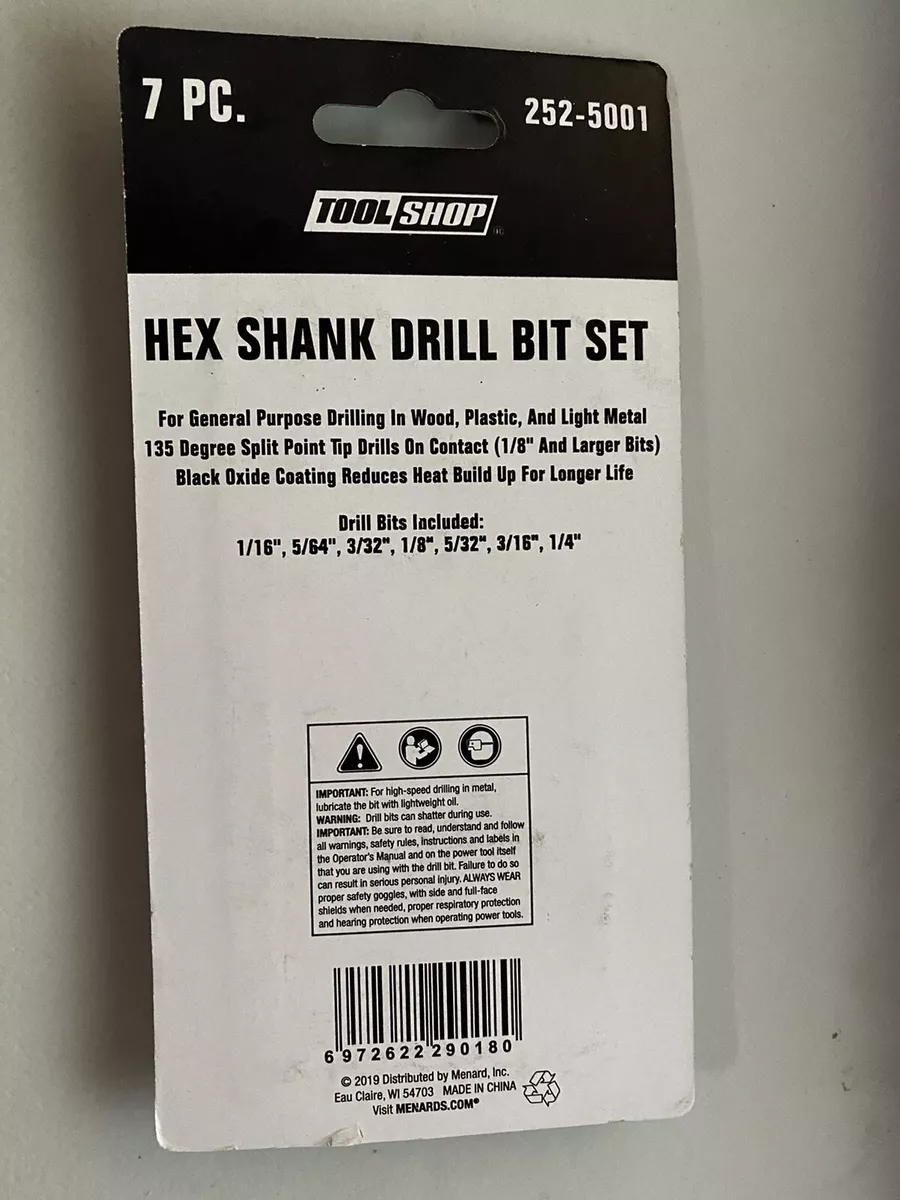 7 PC.
252-5001
TOOL SHOP
HEX SHANK DRILL BIT SET
For General Purpose Drilling In Wood, Plastic, And Light Metal
135 Degree Split Point Tip Drills On Contact (1/8" And Larger Bits)
Black Oxide Coating Reduces Heat Build Up For Longer Life
Drill Bits Included:
1/16", 5/64", 3/32", 1/8", 5/32", 3/16", 1/4"
IMPORTANT: For high-speed drilling in metal,
lubricate the bit with lightweight oil.
WARNING: Drill bits can shatter during use.
IMPORTANT: Be sure to read, understand and follow
all warnings, safety rules, instructions and labels in
the Operator's Manual and on the power tool itself
that you are using with the drill bit. Failure to do so
can result in serious personal injury. ALWAYS WEAR
proper safety goggles, with side and full-face
shields when needed, proper respiratory protection
and hearing protection when operating power tools.
6 972622 290180
© 2019 Distributed by Menard, Inc.
Eau Claire, WI 54703 MADE IN CHINA
Visit MENARDS.COM®